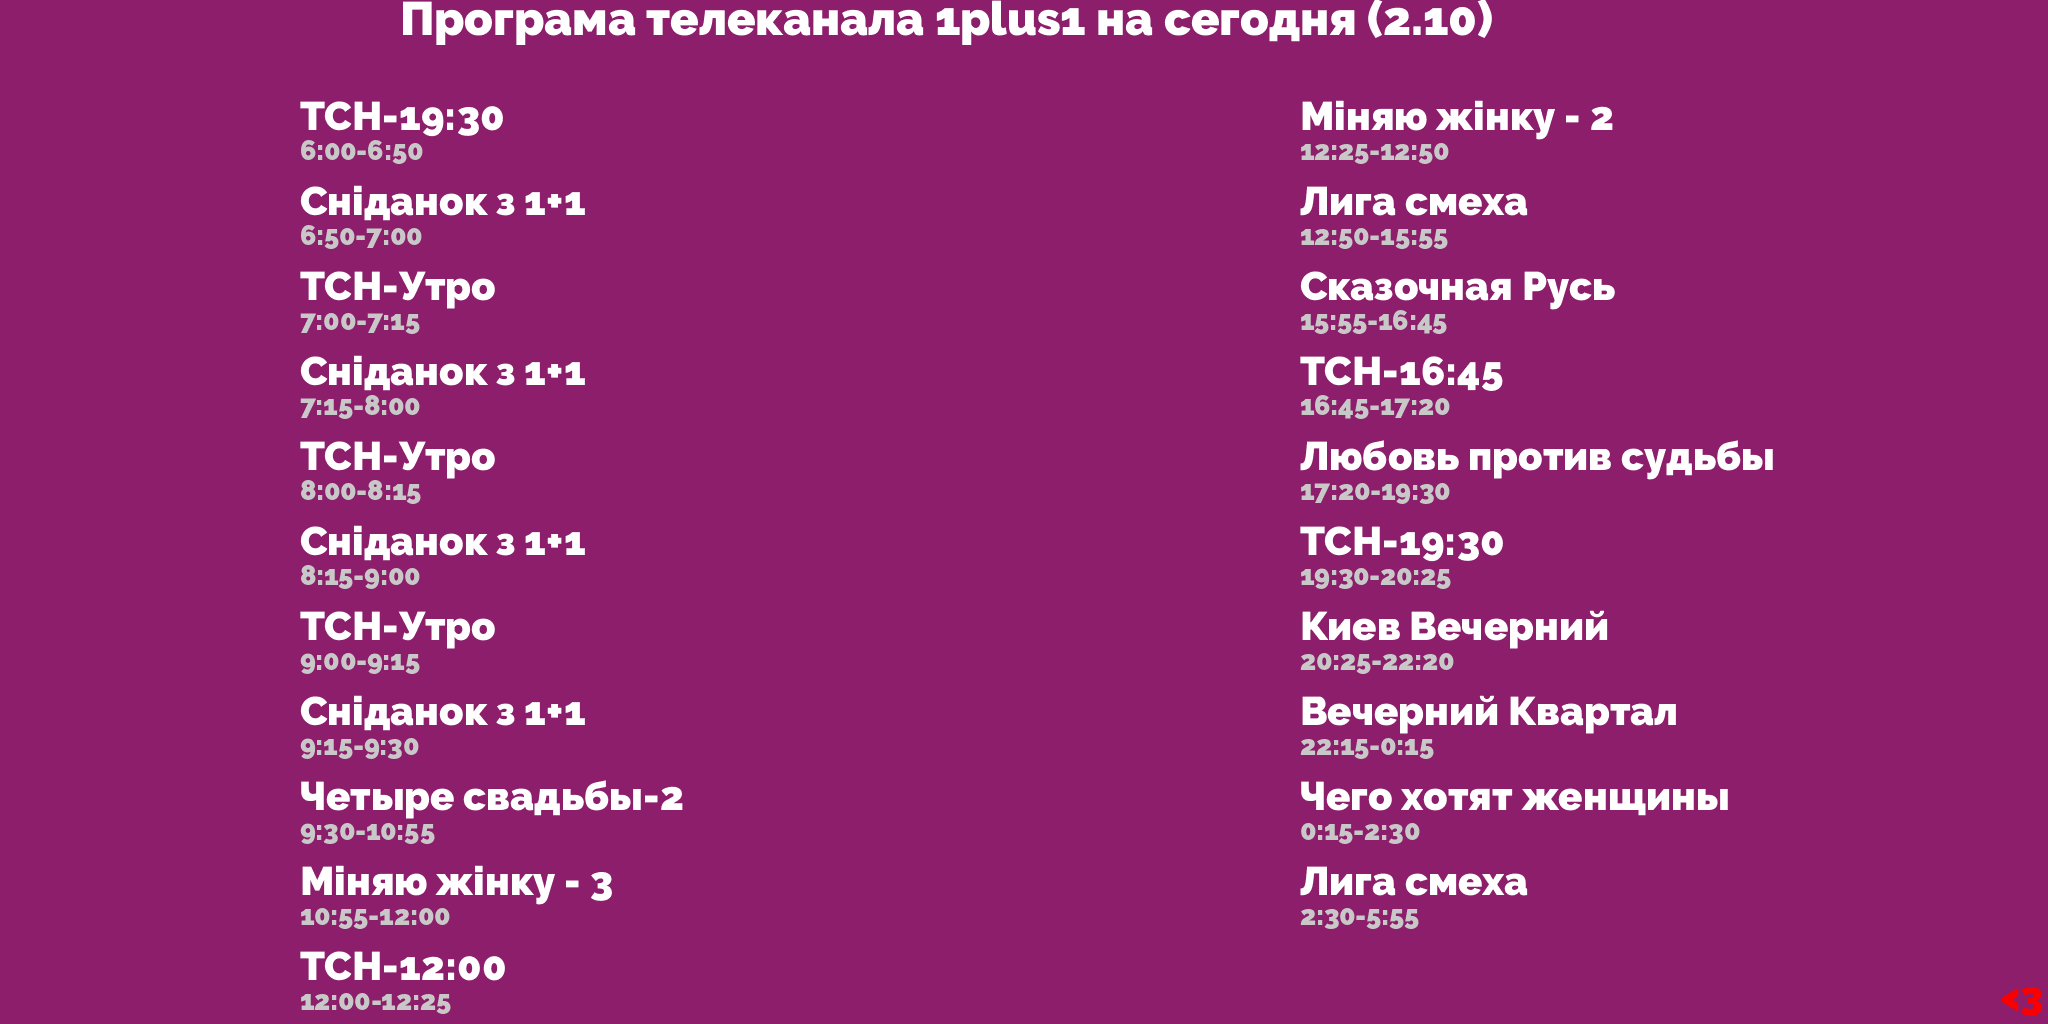 Програма телеканала 1plus1 на сегодня (2.10)
ТСН-19:30
6:00-6:50
Сніданок з 1+1
6:50-7:00
ТСН-Утро
7:00-7:15
Сніданок з 1+1
7:15-8:00
ТСН-Утро
8:00-8:15
Сніданок з 1+1
8:15-9:00
ТСН-Утро
9:00-9:15
Сніданок з 1+1
9:15-9:30
Четыре свадьбы-2
9:30-10:55
Міняю жінку - 3
10:55-12:00
ТСН-12:00
12:00-12:25
Міняю жінку - 2
12:25-12:50
Лига смеха
12:50-15:55
Сказочная Русь
15:55-16:45
ТСН-16:45
16:45-17:20
Любовь против судьбы
17:20-19:30
ТСН-19:30
19:30-20:25
Киев Вечерний
20:25-22:20
Вечерний Квартал
22:15-0:15
Чего хотят женщины
0:15-2:30
Лига смеха
2:30-5:55
<3